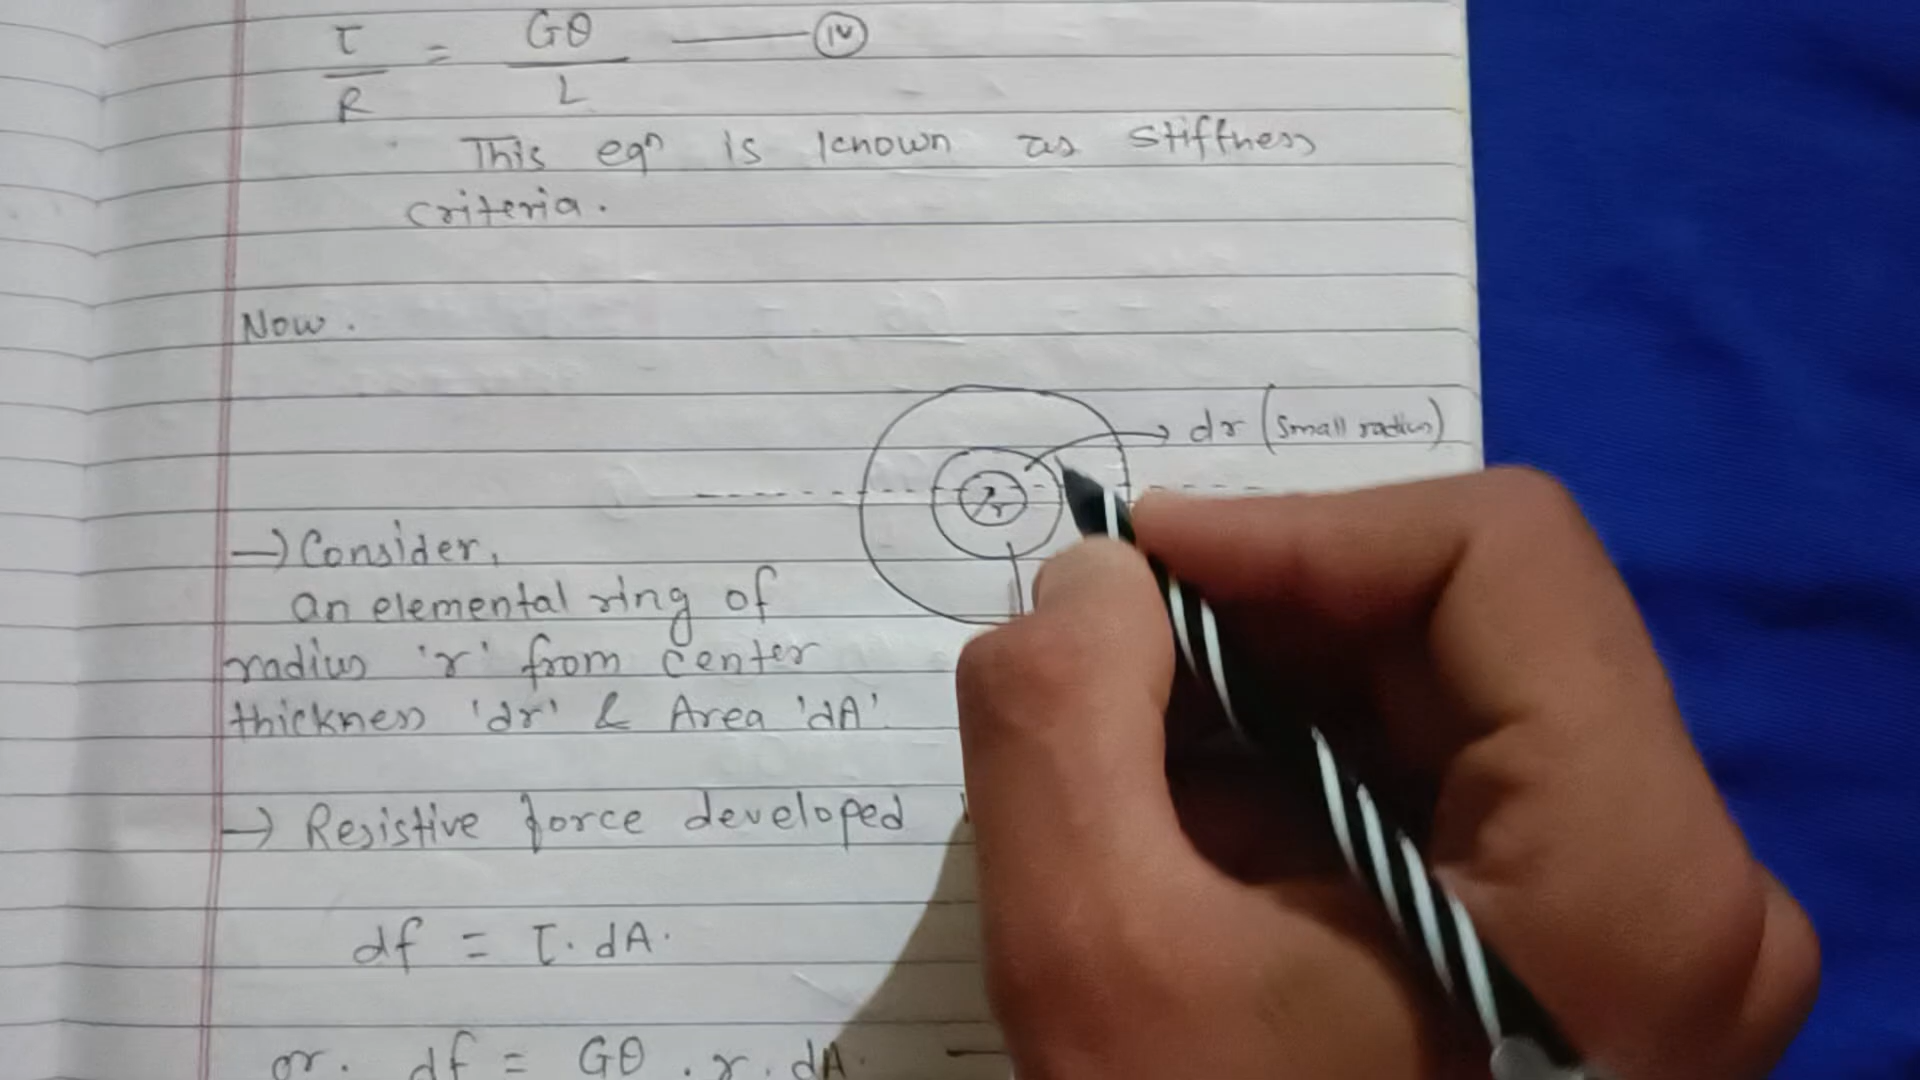 τ/R = Gθ/L —— (IV)
This eqn is known as stiffness
criteria.
Now.
dr (small radius)
r
→ Consider,
an elemental ring of
radius 'r' from center
thickness 'dr' & Area 'dA'.
→ Resistive force developed
df = τ. dA.
or. df = Gθ . r. dA. —